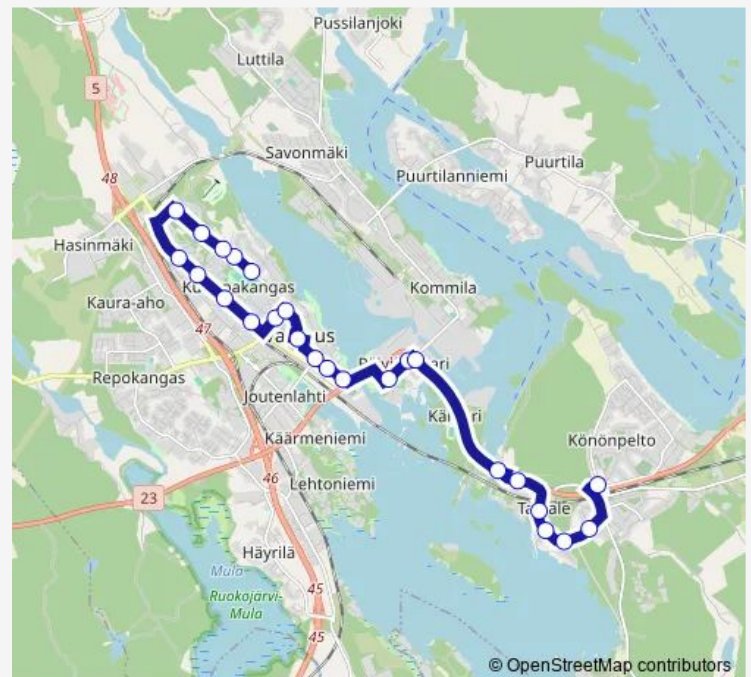 Pussilanjoki
Luttila
5
Savonmäki
48
Puurtila
Puurtilanniemi
Hasinmäki
Kaura-aho
Kommila
47
Repokangas
Joutenlahti
Könönpelto
Käärmeniemi
46
Lehtoniemi
23
Häyrilä
Mula
Ruokojärvi-
Mula
45
45
© OpenStreetMap contributors